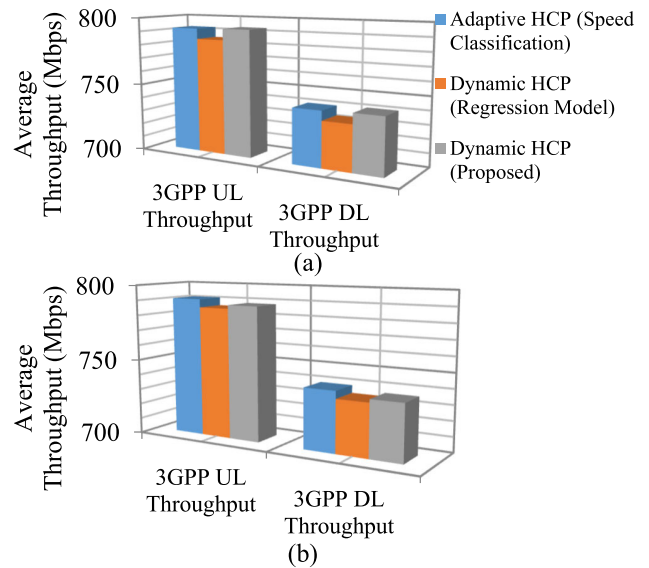 800
750
700
Average
Throughput (Mbps)
3GPP UL
Throughput
3GPP DL
Throughput
Adaptive HCP (Speed
Classification)
Dynamic HCP
(Regression Model)
Dynamic HCP
(Proposed)
(a)
800
750
700
Average
Throughput (Mbps)
3GPP UL
Throughput
3GPP DL
Throughput
(b)